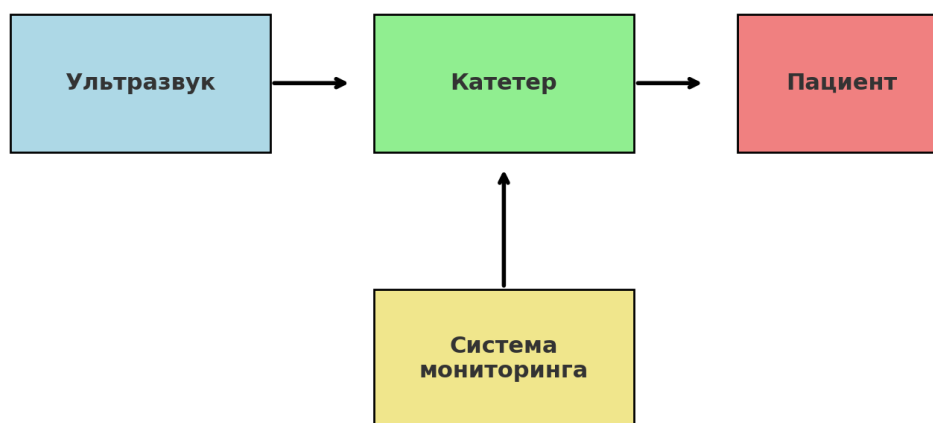 Ультразвук
Катетер
Пациент
Система
мониторинга